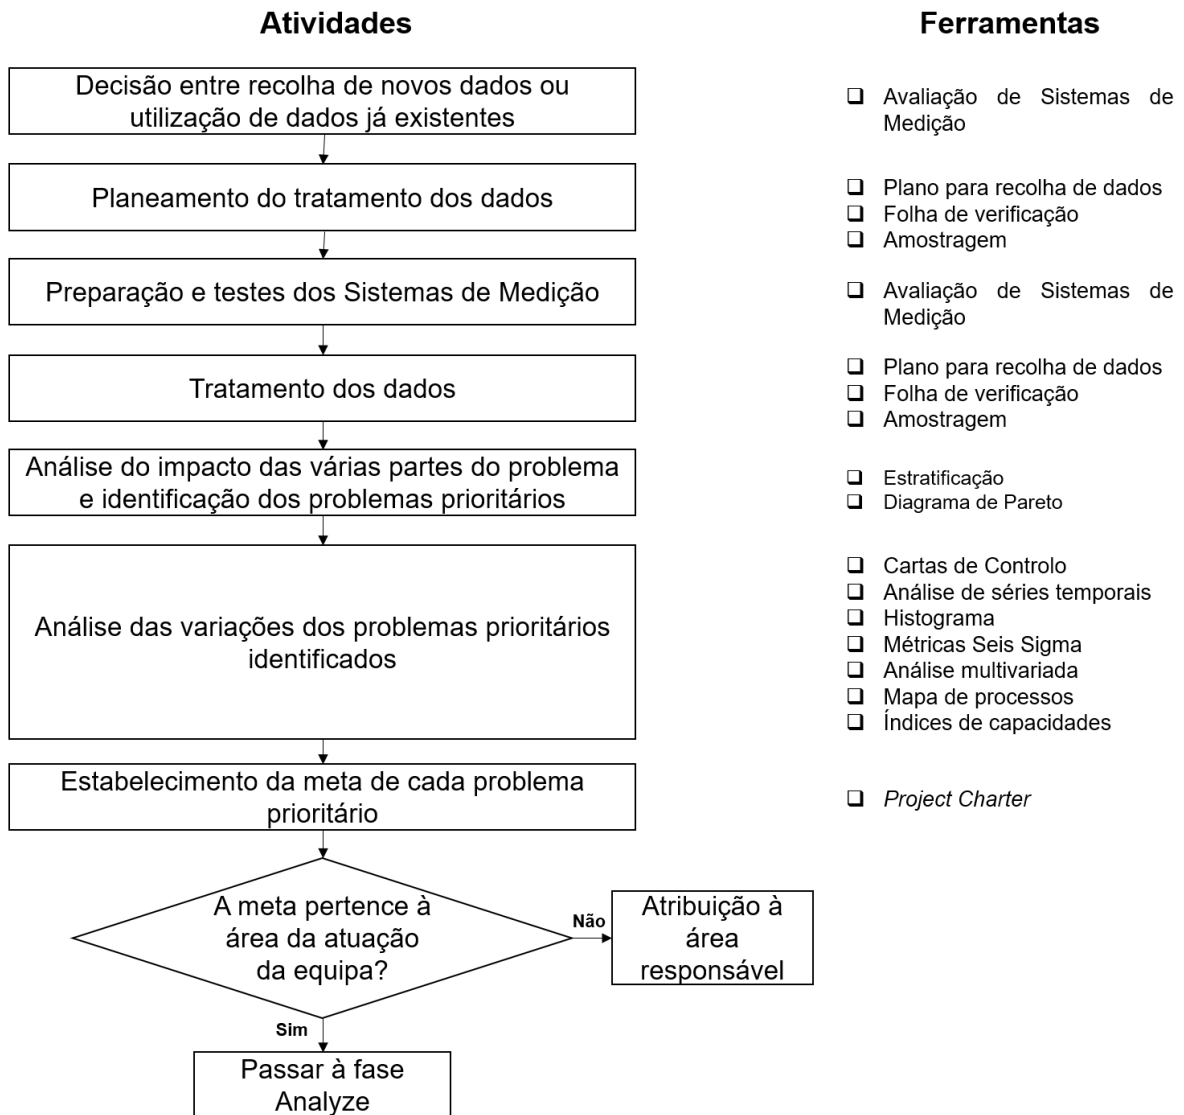 Atividades
Ferramentas
Decisão entre recolha de novos dados ou
utilização de dados já existentes
❑ Avaliação de Sistemas de
Medição
Planeamento do tratamento dos dados
❑ Plano para recolha de dados
❑ Folha de verificação
❑ Amostragem
Preparação e testes dos Sistemas de Medição
❑ Avaliação de Sistemas de
Medição
Tratamento dos dados
❑ Plano para recolha de dados
❑ Folha de verificação
❑ Amostragem
Análise do impacto das várias partes do problema
e identificação dos problemas prioritários
❑ Estratificação
❑ Diagrama de Pareto
Análise das variações dos problemas prioritários
identificados
❑ Cartas de Controlo
❑ Análise de séries temporais
❑ Histograma
❑ Métricas Seis Sigma
❑ Análise multivariada
❑ Mapa de processos
❑ Índices de capacidades
Estabelecimento da meta de cada problema
prioritário
❑ Project Charter
A meta pertence à
área da atuação
da equipa?
Não
Atribuição à
área
responsável
Sim
Passar à fase
Analyze